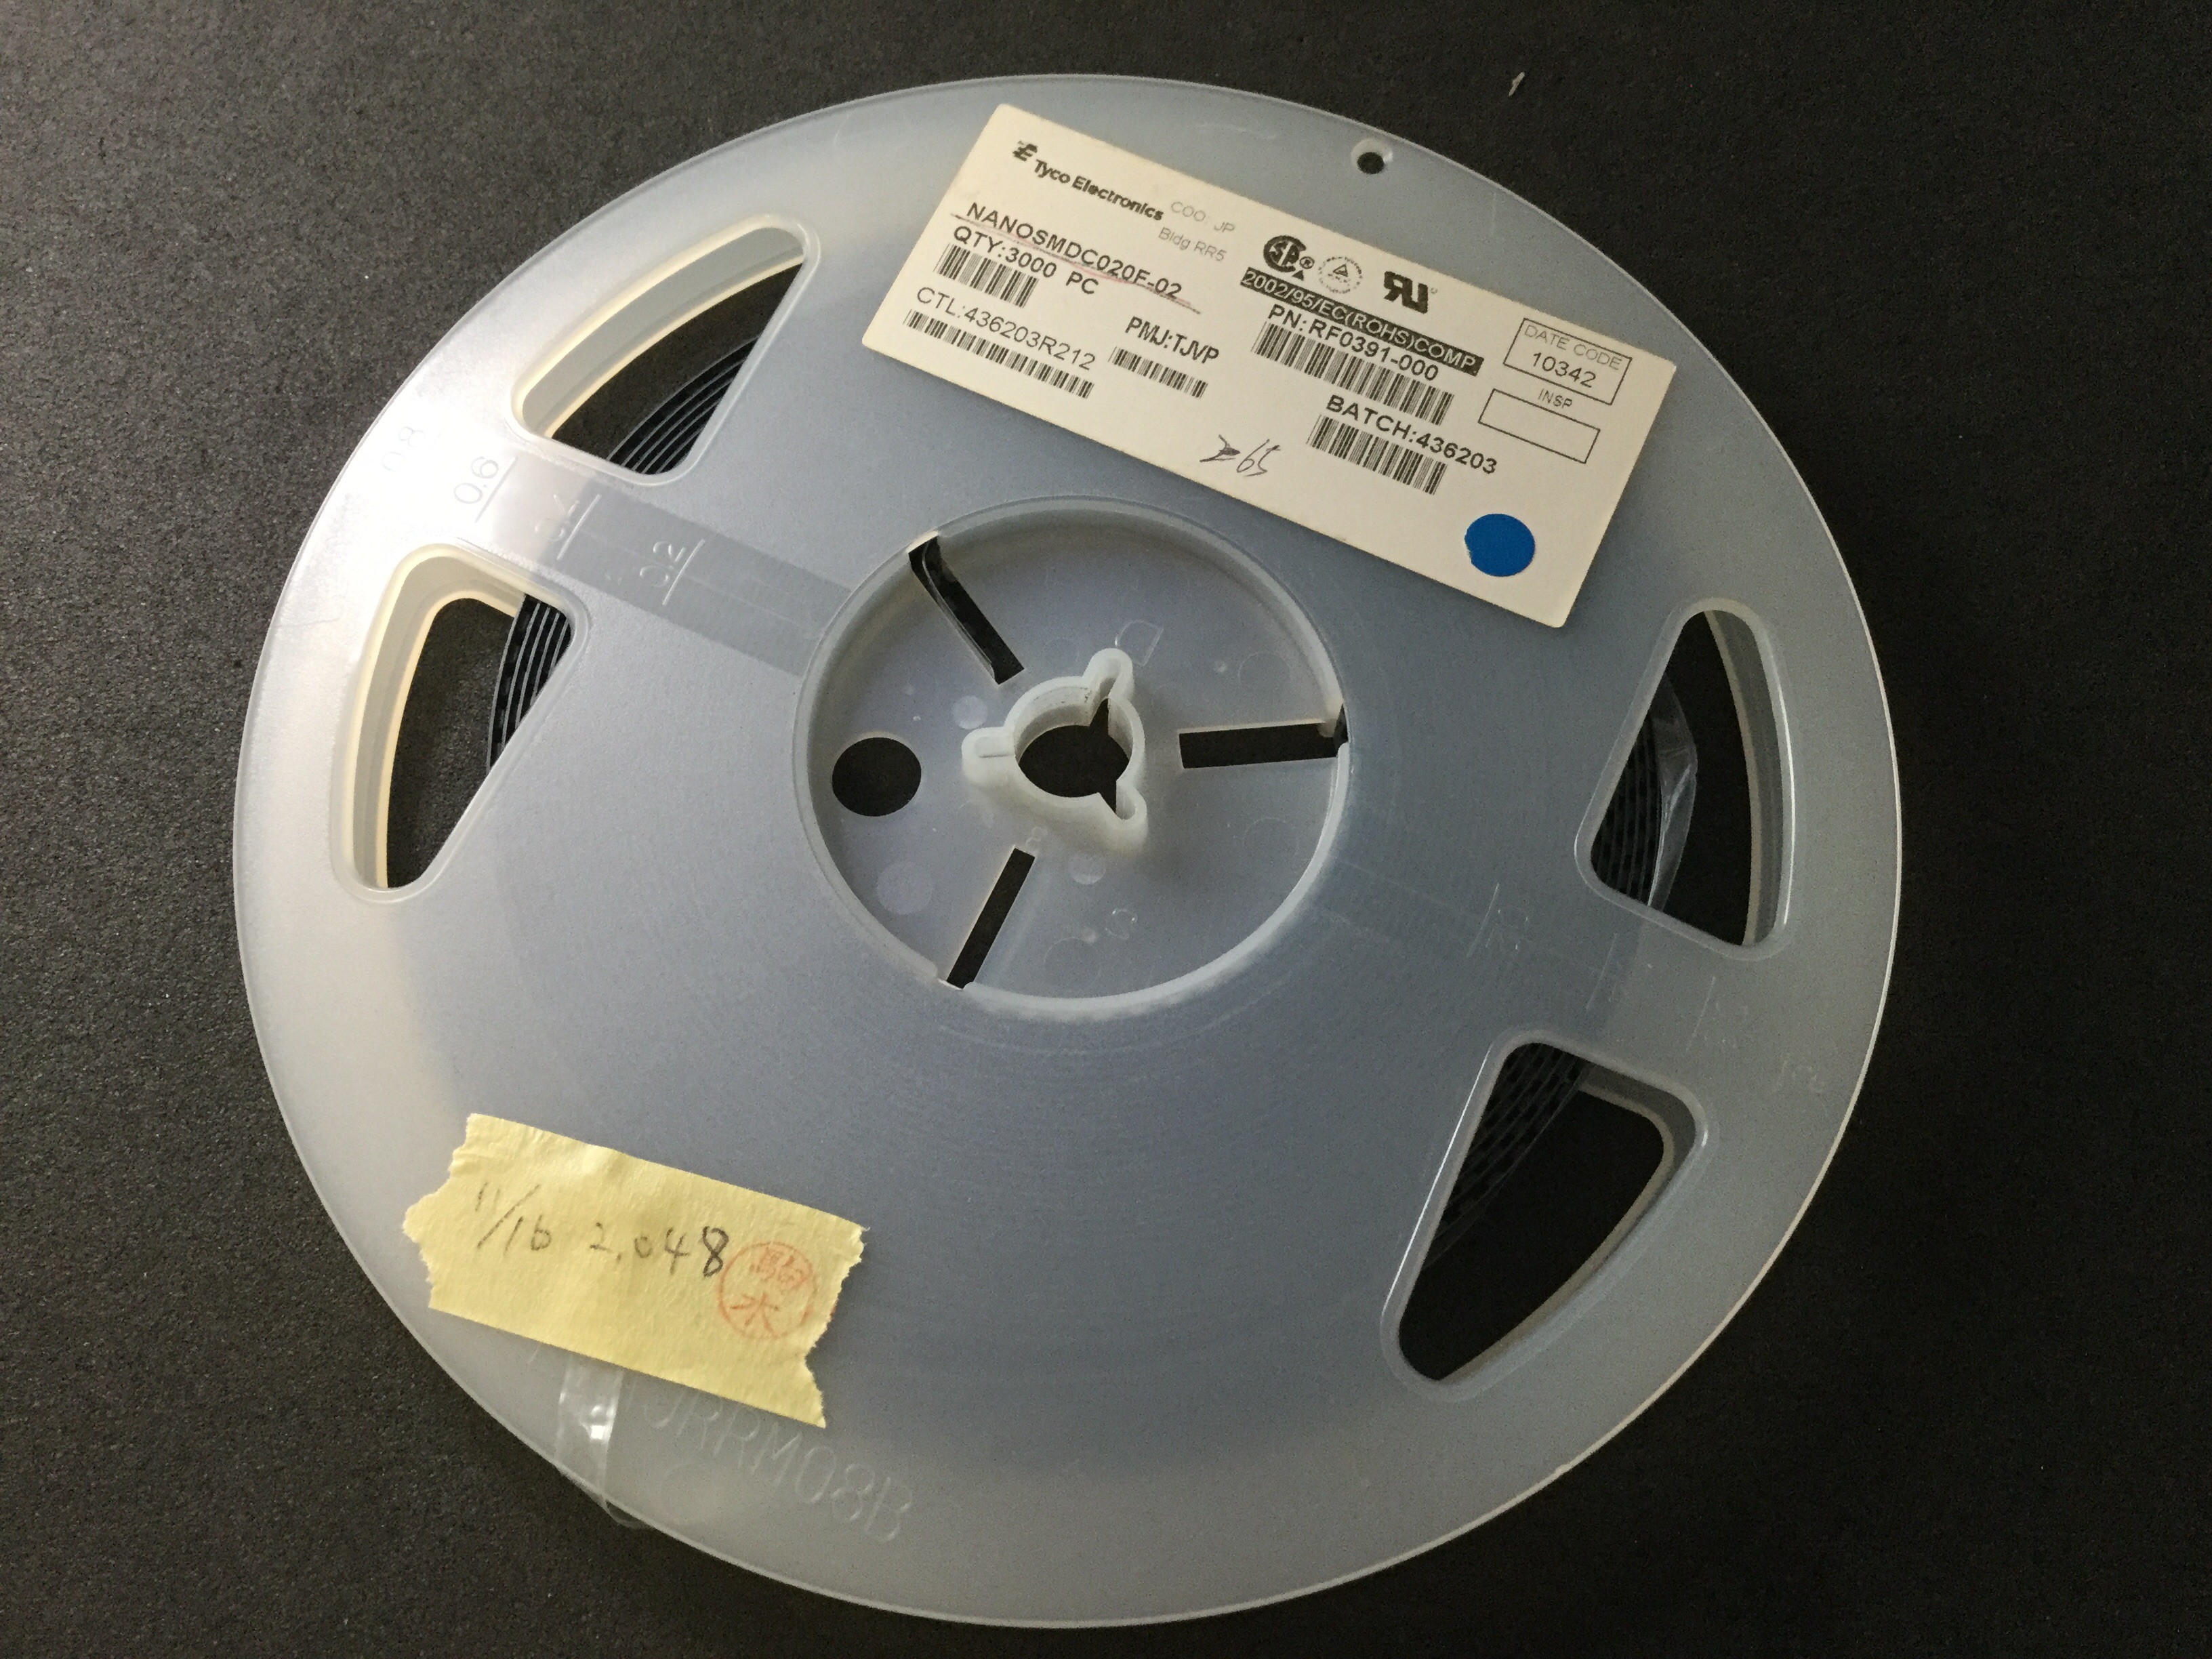 Tyco Electronics
COO: JP
Bldg RR5
NANOSMDC020F-02
QTY:3000 PC
CTL:436203R212
PMJ:TJVP
2002/95/EC(ROHS)COMP
PN:RF0391-000
BATCH:436203
DATE CODE
10342
INSP
0.8
0.6
0.2
11/16 2,048
水
RRM08B